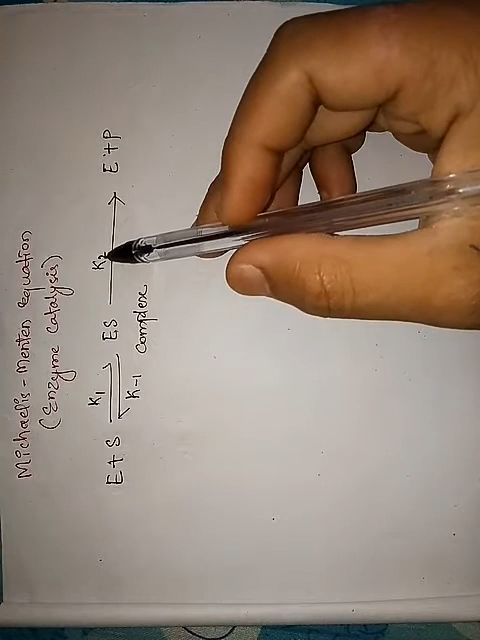 Michaelis - Menten equation
(Enzyme catalysis)
E + S ⇌ ES ⟶ E + P
K1 K-1 K2
complex